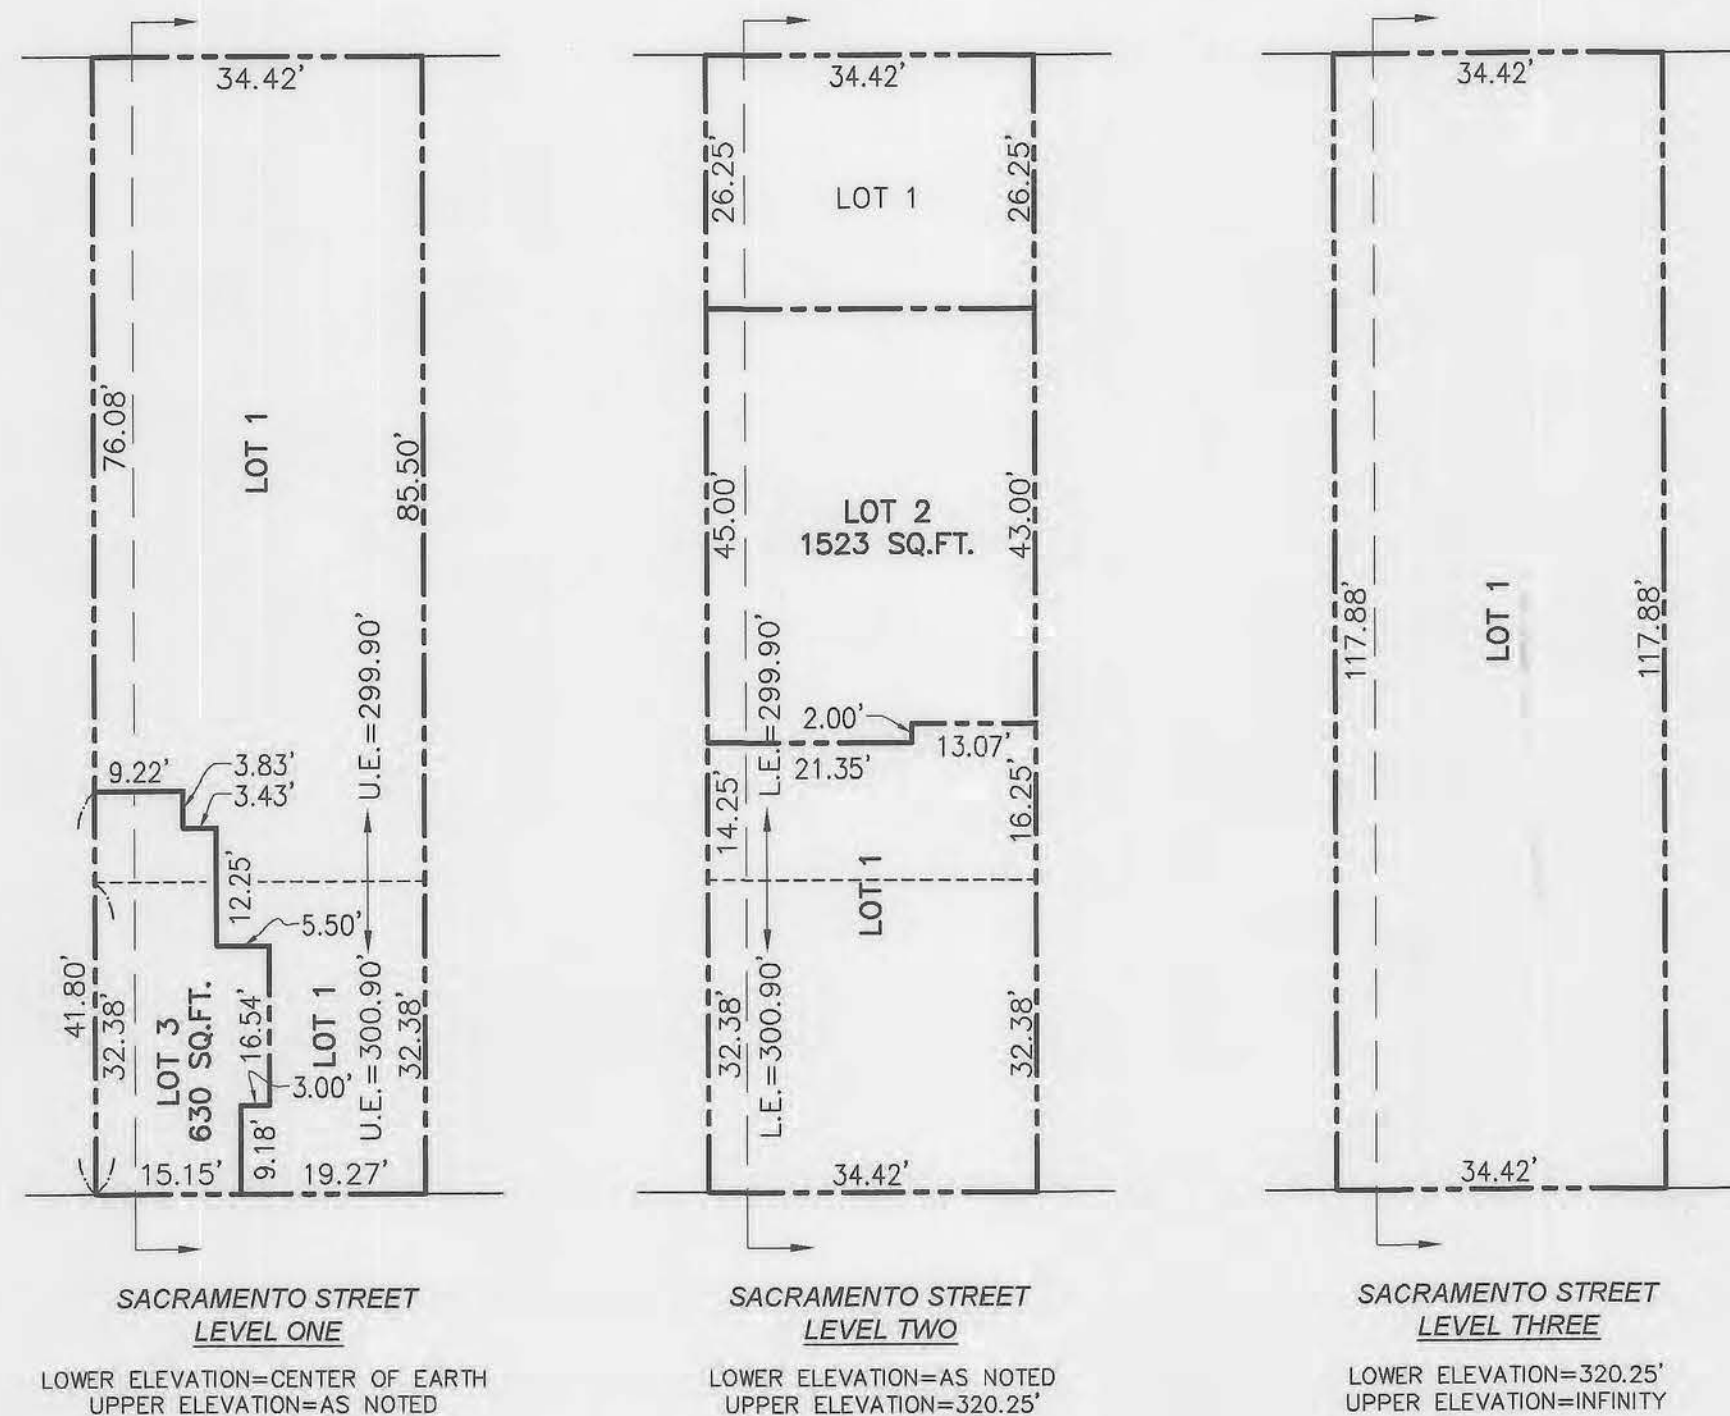 34.42'
76.08'
LOT 1
85.50'
U.E.=299.90'
9.22'
3.83'
3.43'
12.25'
5.50'
41.80'
32.38'
LOT 3
630 SQ.FT.
16.54'
LOT 1
U.E.=300.90'
32.38'
3.00'
9.18'
15.15'
19.27'
SACRAMENTO STREET
LEVEL ONE
LOWER ELEVATION=CENTER OF EARTH
UPPER ELEVATION=AS NOTED
34.42'
26.25'
LOT 1
26.25'
45.00'
LOT 2
1523 SQ.FT.
43.00'
L.E.=299.90'
2.00'
13.07'
21.35'
14.25'
16.25'
LOT 1
32.38'
L.E.=300.90'
32.38'
34.42'
SACRAMENTO STREET
LEVEL TWO
LOWER ELEVATION=AS NOTED
UPPER ELEVATION=320.25'
34.42'
117.88'
LOT 1
117.88'
34.42'
SACRAMENTO STREET
LEVEL THREE
LOWER ELEVATION=320.25'
UPPER ELEVATION=INFINITY